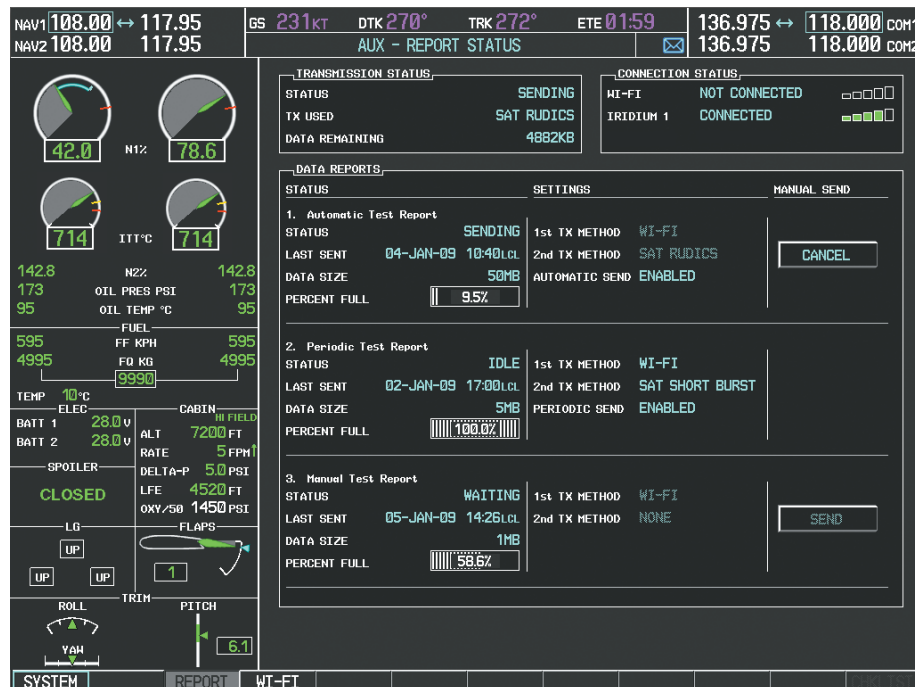 NAV1 108.00 ↔ 117.95
NAV2 108.00 117.95
GS 231KT DTK 270° TRK 272° ETE 01:59
AUX - REPORT STATUS
136.975 ↔ 118.000 COM1
136.975 118.000 COM2
42.0 N1% 78.6
714 ITT°C 714
142.8 N2% 142.8
173 OIL PRES PSI 173
95 OIL TEMP °C 95
FUEL
595 FF KPH 595
4995 FQ KG 4995
9990
TEMP 10°C
ELEC
BATT 1 28.0 V
BATT 2 28.0 V
CABIN
HI FIELD
ALT 7200 FT
RATE 5 FPM↑
DELTA-P 5.0 PSI
LFE 4520 FT
OXY/50 1450 PSI
SPOILER
CLOSED
LG
UP
UP UP
FLAPS
1
TRIM
ROLL
YAW
PITCH
6.1
TRANSMISSION STATUS
STATUS SENDING
TX USED SAT RUDICS
DATA REMAINING 4882KB
CONNECTION STATUS
WI-FI NOT CONNECTED
IRIDIUM 1 CONNECTED
DATA REPORTS
STATUS SETTINGS MANUAL SEND
1. Automatic Test Report
STATUS SENDING 1st TX METHOD WI-FI
LAST SENT 04-JAN-09 10:40LCL 2nd TX METHOD SAT RUDICS CANCEL
DATA SIZE 50MB AUTOMATIC SEND ENABLED
PERCENT FULL 9.5%
2. Periodic Test Report
STATUS IDLE 1st TX METHOD WI-FI
LAST SENT 02-JAN-09 17:00LCL 2nd TX METHOD SAT SHORT BURST
DATA SIZE 5MB PERIODIC SEND ENABLED
PERCENT FULL 100.0%
3. Manual Test Report
STATUS WAITING 1st TX METHOD WI-FI
LAST SENT 05-JAN-09 14:26LCL 2nd TX METHOD NONE SEND
DATA SIZE 1MB
PERCENT FULL 58.6%
SYSTEM REPORT WI-FI CHKLIST